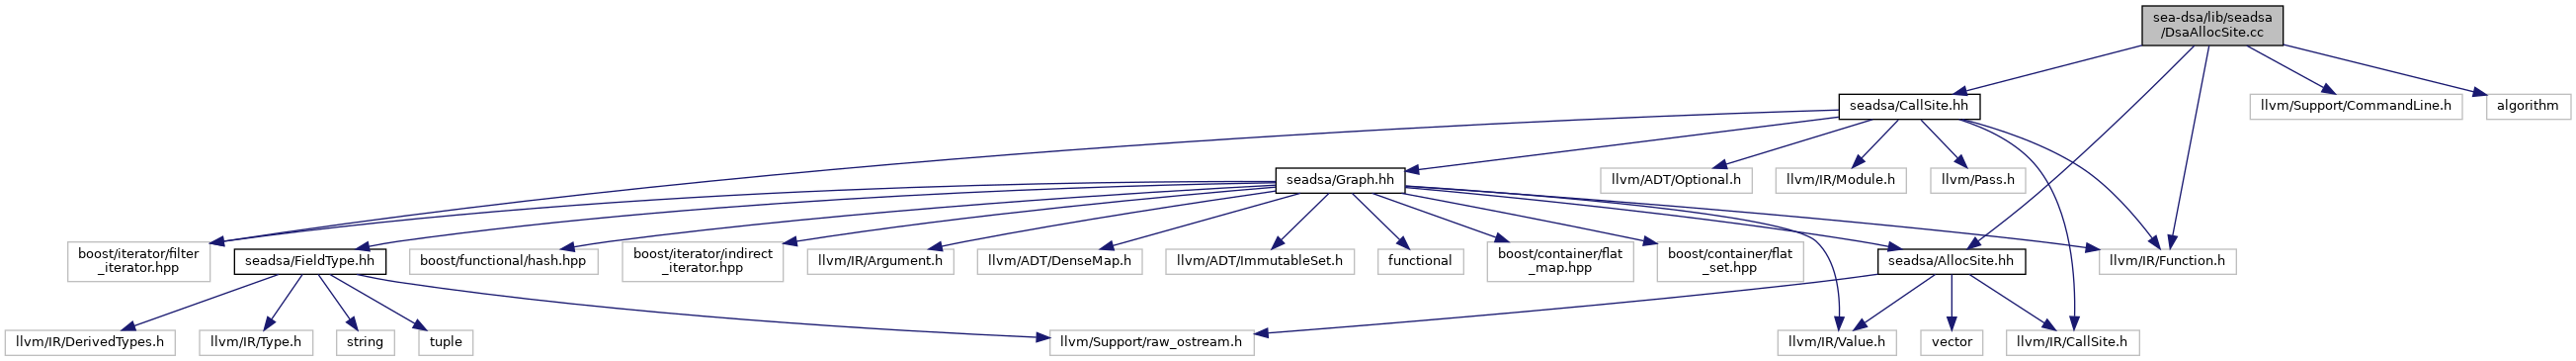 sea-dsa/lib/seadsa
/DsaAllocSite.cc
seadsa/CallSite.hh
llvm/Support/CommandLine.h
algorithm
seadsa/Graph.hh
llvm/ADT/Optional.h
llvm/IR/Module.h
llvm/Pass.h
boost/iterator/filter
_iterator.hpp
seadsa/FieldType.hh
boost/functional/hash.hpp
boost/iterator/indirect
_iterator.hpp
llvm/IR/Argument.h
llvm/ADT/DenseMap.h
llvm/ADT/ImmutableSet.h
functional
boost/container/flat
_map.hpp
boost/container/flat
_set.hpp
seadsa/AllocSite.hh
llvm/IR/Function.h
llvm/IR/DerivedTypes.h
llvm/IR/Type.h
string
tuple
llvm/Support/raw_ostream.h
llvm/IR/Value.h
vector
llvm/IR/CallSite.h